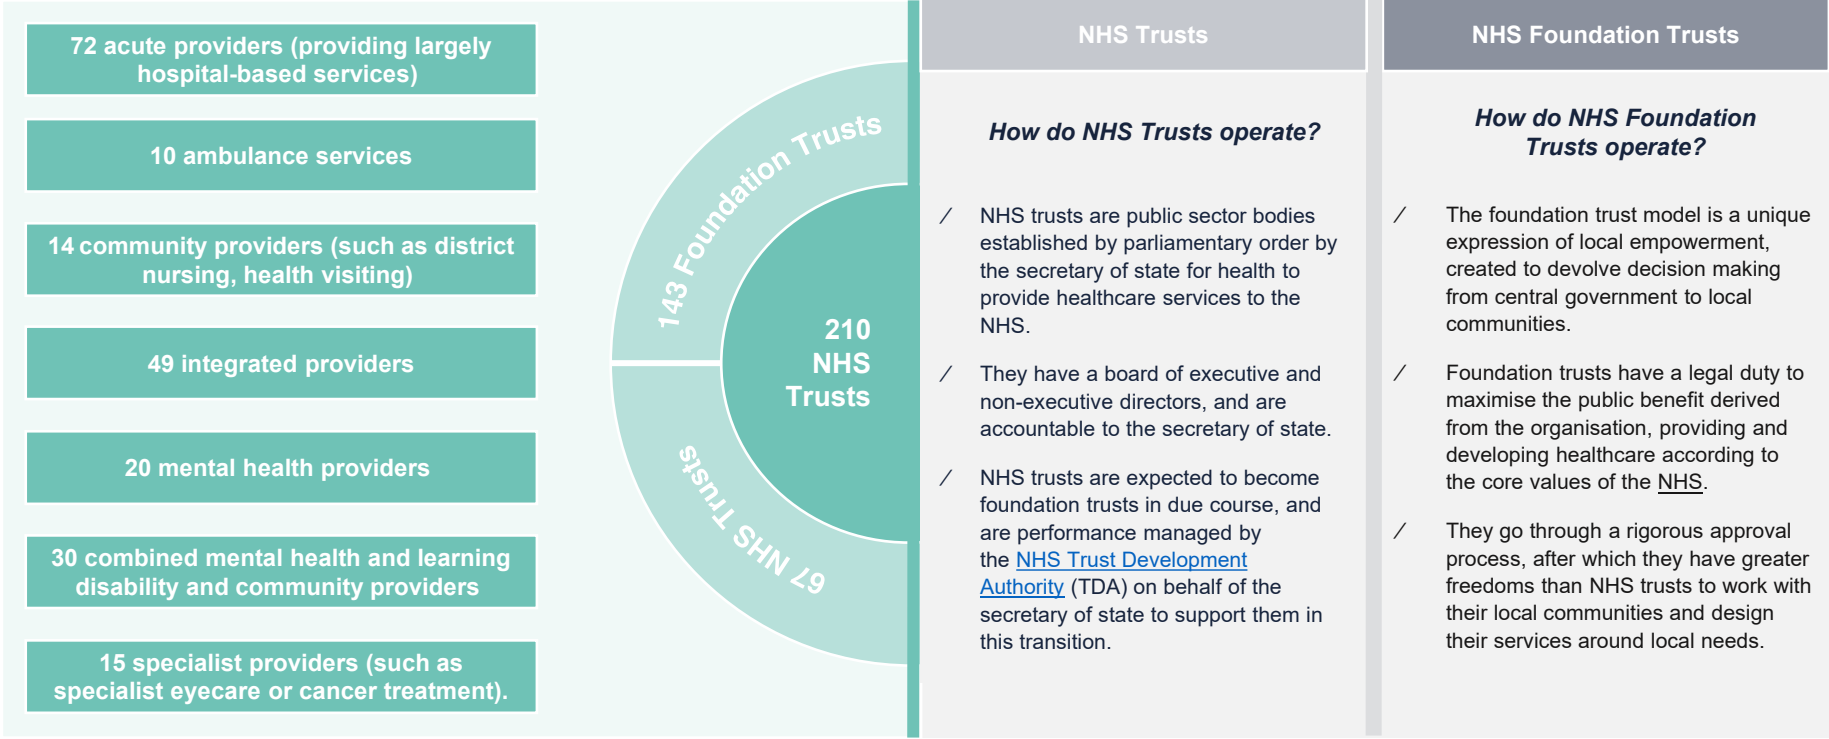 72 acute providers (providing largely
hospital-based services)
10 ambulance services
14 community providers (such as district
nursing, health visiting)
49 integrated providers
20 mental health providers
30 combined mental health and learning
disability and community providers
15 specialist providers (such as
specialist eyecare or cancer treatment).
143 Foundation Trusts
67 NHS Trusts
210
NHS
Trusts
NHS Trusts
How do NHS Trusts operate?
/ NHS trusts are public sector bodies
established by parliamentary order by
the secretary of state for health to
provide healthcare services to the
NHS.
/ They have a board of executive and
non-executive directors, and are
accountable to the secretary of state.
/ NHS trusts are expected to become
foundation trusts in due course, and
are performance managed by
the NHS Trust Development
Authority (TDA) on behalf of the
secretary of state to support them in
this transition.
NHS Foundation Trusts
How do NHS Foundation
Trusts operate?
/ The foundation trust model is a unique
expression of local empowerment,
created to devolve decision making
from central government to local
communities.
/ Foundation trusts have a legal duty to
maximise the public benefit derived
from the organisation, providing and
developing healthcare according to
the core values of the NHS.
/ They go through a rigorous approval
process, after which they have greater
freedoms than NHS trusts to work with
their local communities and design
their services around local needs.